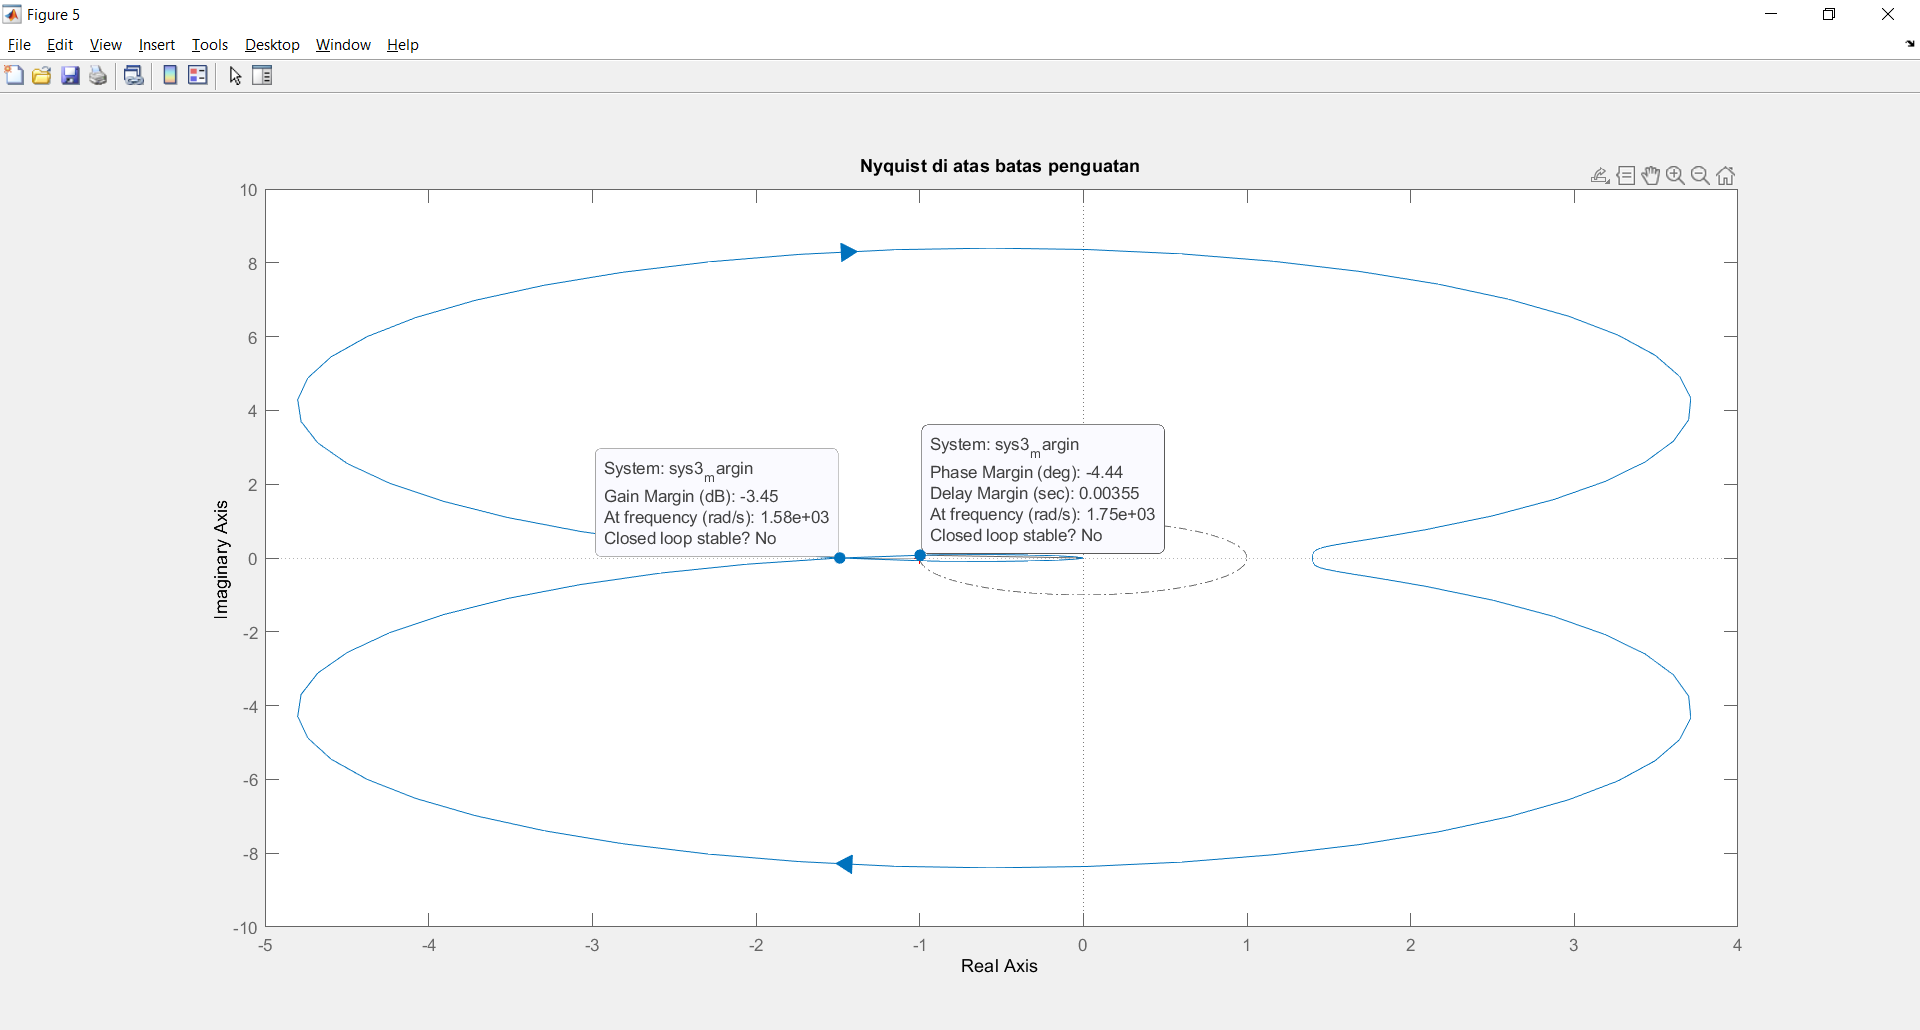 Figure 5
File Edit View Insert Tools Desktop Window Help
Nyquist di atas batas penguatan
10
8
6
4
2
0
-2
-4
-6
-8
-10
Imaginary Axis
System: sys3margin
Gain Margin (dB): -3.45
At frequency (rad/s): 1.58e+03
Closed loop stable? No
System: sys3margin
Phase Margin (deg): -4.44
Delay Margin (sec): 0.00355
At frequency (rad/s): 1.75e+03
Closed loop stable? No
-5 -4 -3 -2 -1 0 1 2 3 4
Real Axis